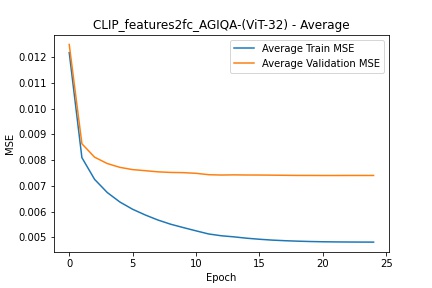 CLIP_features2fc_AGIQA-(ViT-32) - Average
Average Train MSE
Average Validation MSE
MSE
0.012
0.011
0.010
0.009
0.008
0.007
0.006
0.005
0
5
10
15
20
25
Epoch